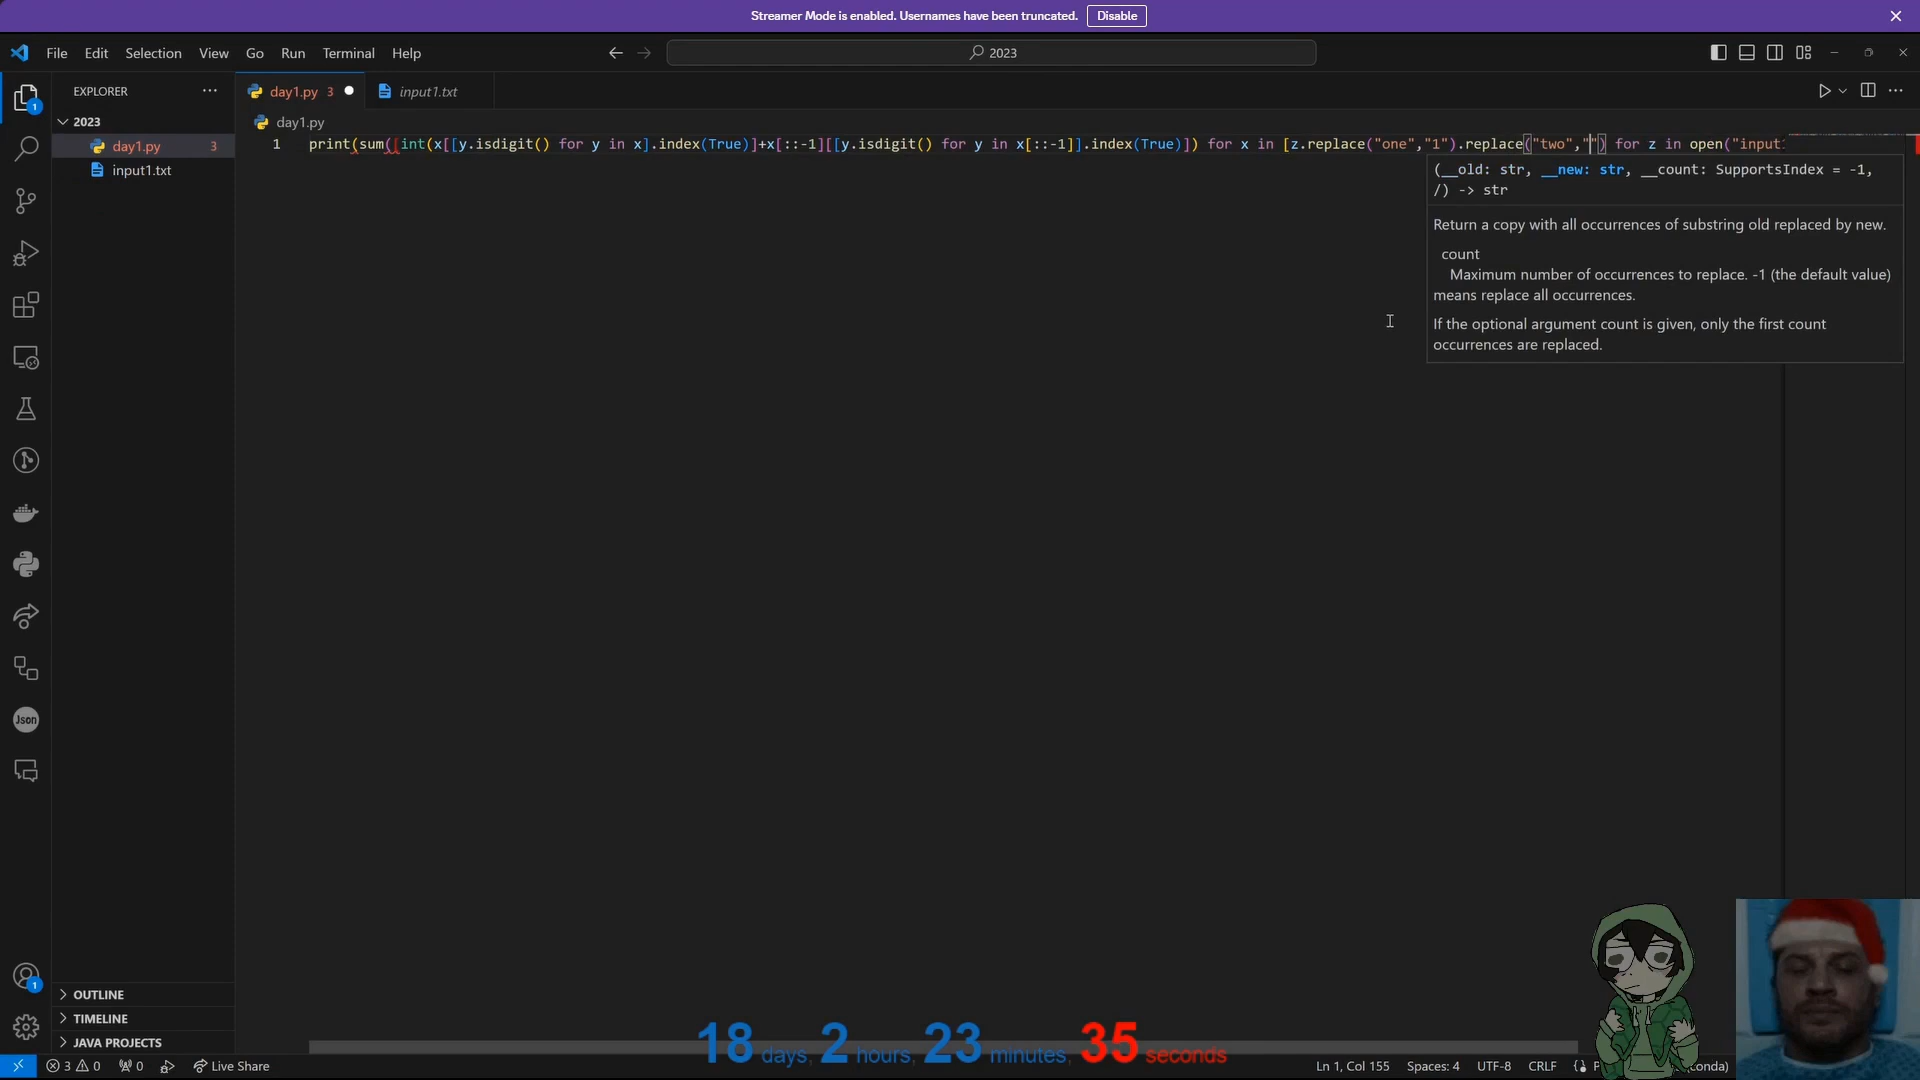 Streamer Mode is enabled. Usernames have been truncated. Disable
File Edit Selection View Go Run Terminal Help 2023
EXPLORER
day1.py 3 input1.txt
2023
day1.py
day1.py 3
1 print(sum([int(x[[y.isdigit() for y in x].index(True)]+x[::-1][[y.isdigit() for y in x[::-1]].index(True)]) for x in [z.replace("one","1").replace("two","") for z in open("input1
input1.txt
(__old: str, __new: str, __count: SupportsIndex = -1,
/) -> str
Return a copy with all occurrences of substring old replaced by new.
count
Maximum number of occurrences to replace. -1 (the default value)
means replace all occurrences.
If the optional argument count is given, only the first count
occurrences are replaced.
Json
1
1
OUTLINE
TIMELINE
JAVA PROJECTS
18 days, 2 hours, 23 minutes, 35 seconds
3 0 0 Live Share Ln 1, Col 155 Spaces: 4 UTF-8 CRLF conda)